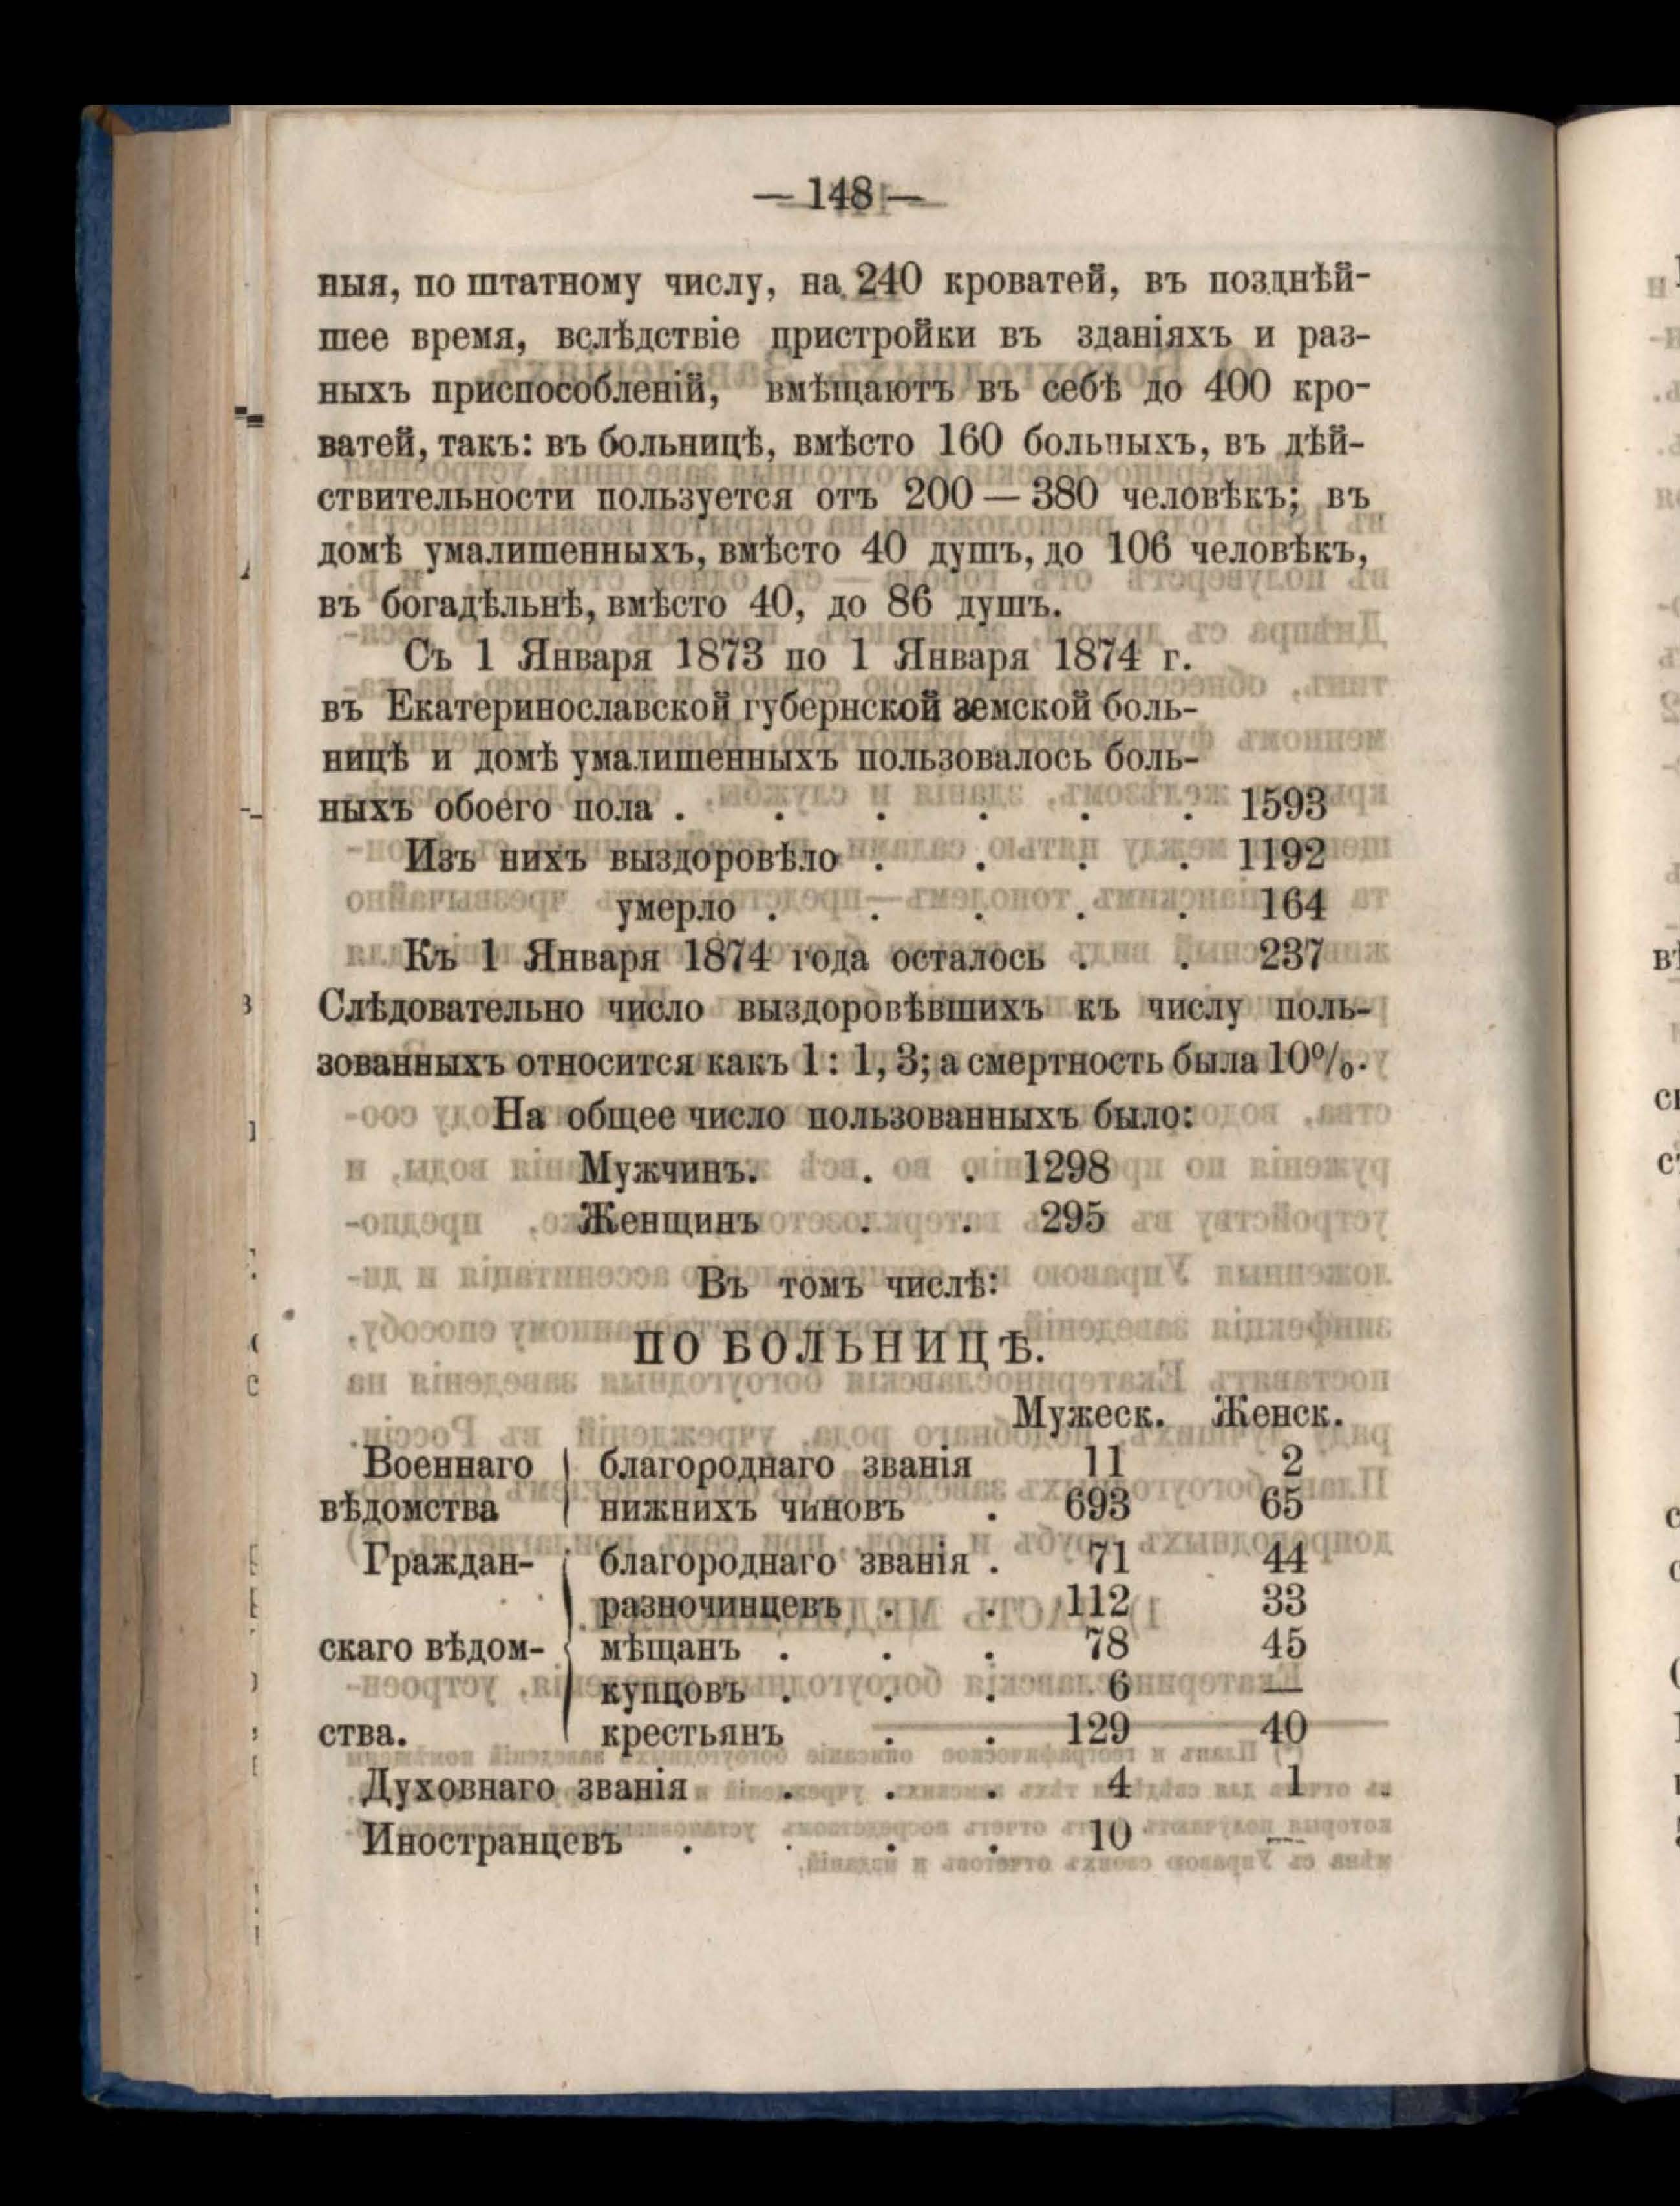 — 148 —
ныя, по штатному числу, на 240 кроватей, въ позднѣй-
шее время, вслѣдствіе пристройки въ зданіяхъ и раз-
ныхъ приспособленій, вмѣщаютъ въ себѣ до 400 кро-
ватей, такъ: въ больницѣ, вмѣсто 160 больныхъ, въ дѣй-
ствительности пользуется отъ 200 — 380 человѣкъ; въ
домѣ умалишенныхъ, вмѣсто 40 душъ, до 106 человѣкъ,
въ богадѣльнѣ, вмѣсто 40, до 86 душъ.
Съ 1 Января 1873 по 1 Января 1874 г.
въ Екатеринославской губернской земской боль-
ницѣ и домѣ умалишенныхъ пользовалось боль-
ныхъ обоего пола . . . . . . 1593
Изъ нихъ выздоровѣло . . . . 1192
умерло . . . . . 164
Къ 1 Января 1874 года осталось . . 237
Слѣдовательно число выздоровѣвшихъ къ числу поль-
зованныхъ относится какъ 1 : 1, 3; а смертность была 10%.
На общее число пользованныхъ было:
Мужчинъ. . . 1298
Женщинъ . . 295
Въ томъ числѣ:
ПО БОЛЬНИЦѢ.
Мужеск. Женск.
Военнаго благороднаго званія 11 2
вѣдомства нижнихъ чиновъ . 693 65
Граждан- благороднаго званія . 71 44
разночинцевъ . . 112 33
скаго вѣдом- мѣщанъ . . . 78 45
купцовъ . . . 6 —
ства. крестьянъ . . 129 40
Духовнаго званія . . . 4 1
Иностранцевъ . . . . 10 —